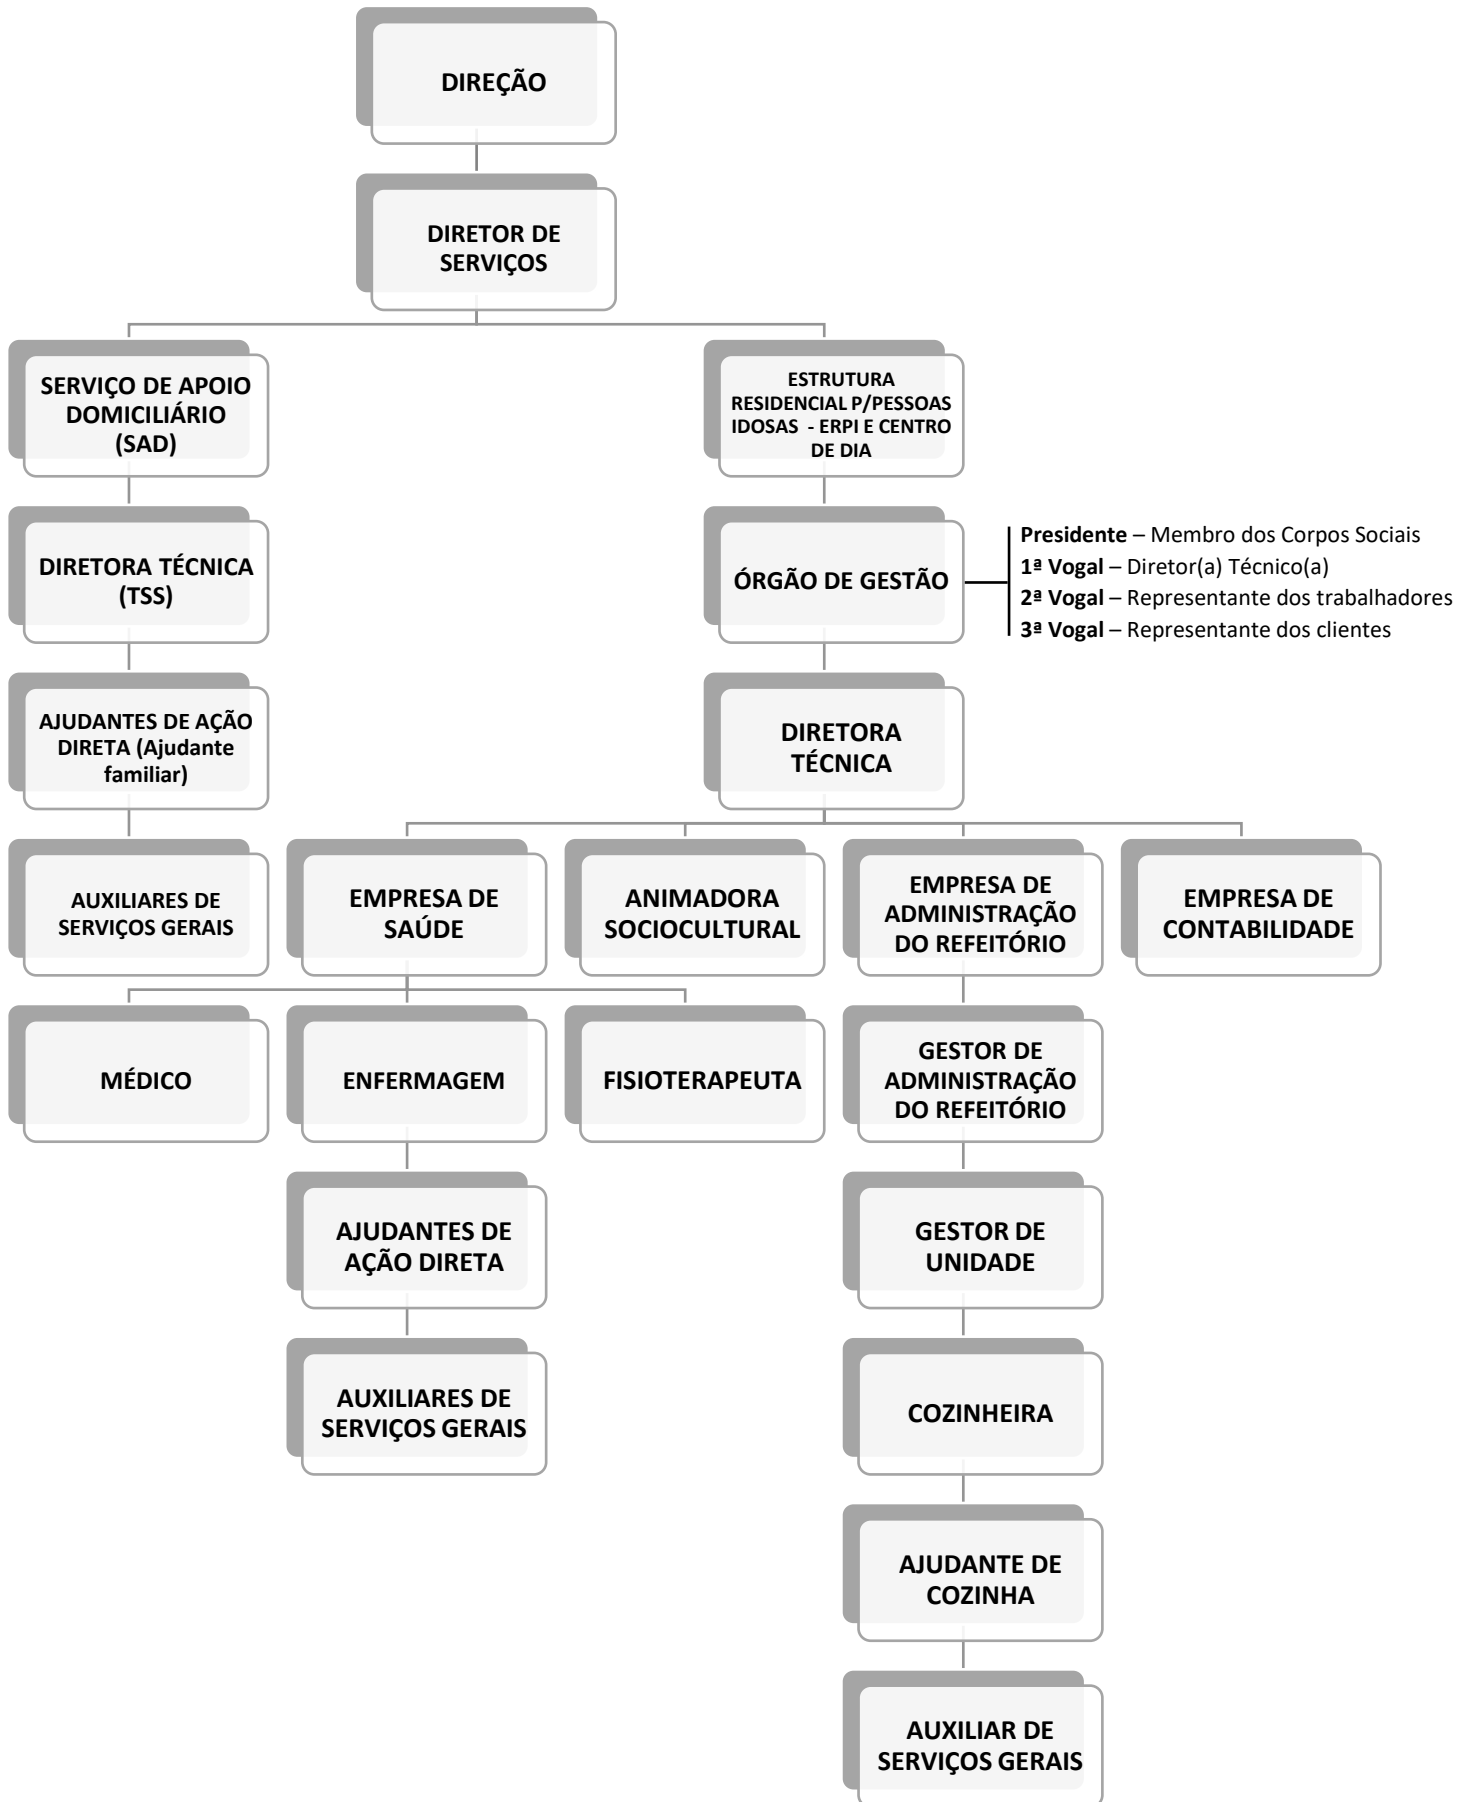 DIREÇÃO
DIRETOR DE
SERVIÇOS
SERVIÇO DE APOIO
DOMICILIÁRIO
(SAD)
ESTRUTURA
RESIDENCIAL P/PESSOAS
IDOSAS - ERPI E CENTRO
DE DIA
DIRETORA TÉCNICA
(TSS)
ÓRGÃO DE GESTÃO
Presidente – Membro dos Corpos Sociais
1ª Vogal – Diretor(a) Técnico(a)
2ª Vogal – Representante dos trabalhadores
3ª Vogal – Representante dos clientes
AJUDANTES DE AÇÃO
DIRETA (Ajudante
familiar)
DIRETORA
TÉCNICA
AUXILIARES DE
SERVIÇOS GERAIS
EMPRESA DE
SAÚDE
ANIMADORA
SOCIOCULTURAL
EMPRESA DE
ADMINISTRAÇÃO
DO REFEITÓRIO
EMPRESA DE
CONTABILIDADE
MÉDICO
ENFERMAGEM
FISIOTERAPEUTA
GESTOR DE
ADMINISTRAÇÃO
DO REFEITÓRIO
AJUDANTES DE
AÇÃO DIRETA
GESTOR DE
UNIDADE
AUXILIARES DE
SERVIÇOS GERAIS
COZINHEIRA
AJUDANTE DE
COZINHA
AUXILIAR DE
SERVIÇOS GERAIS